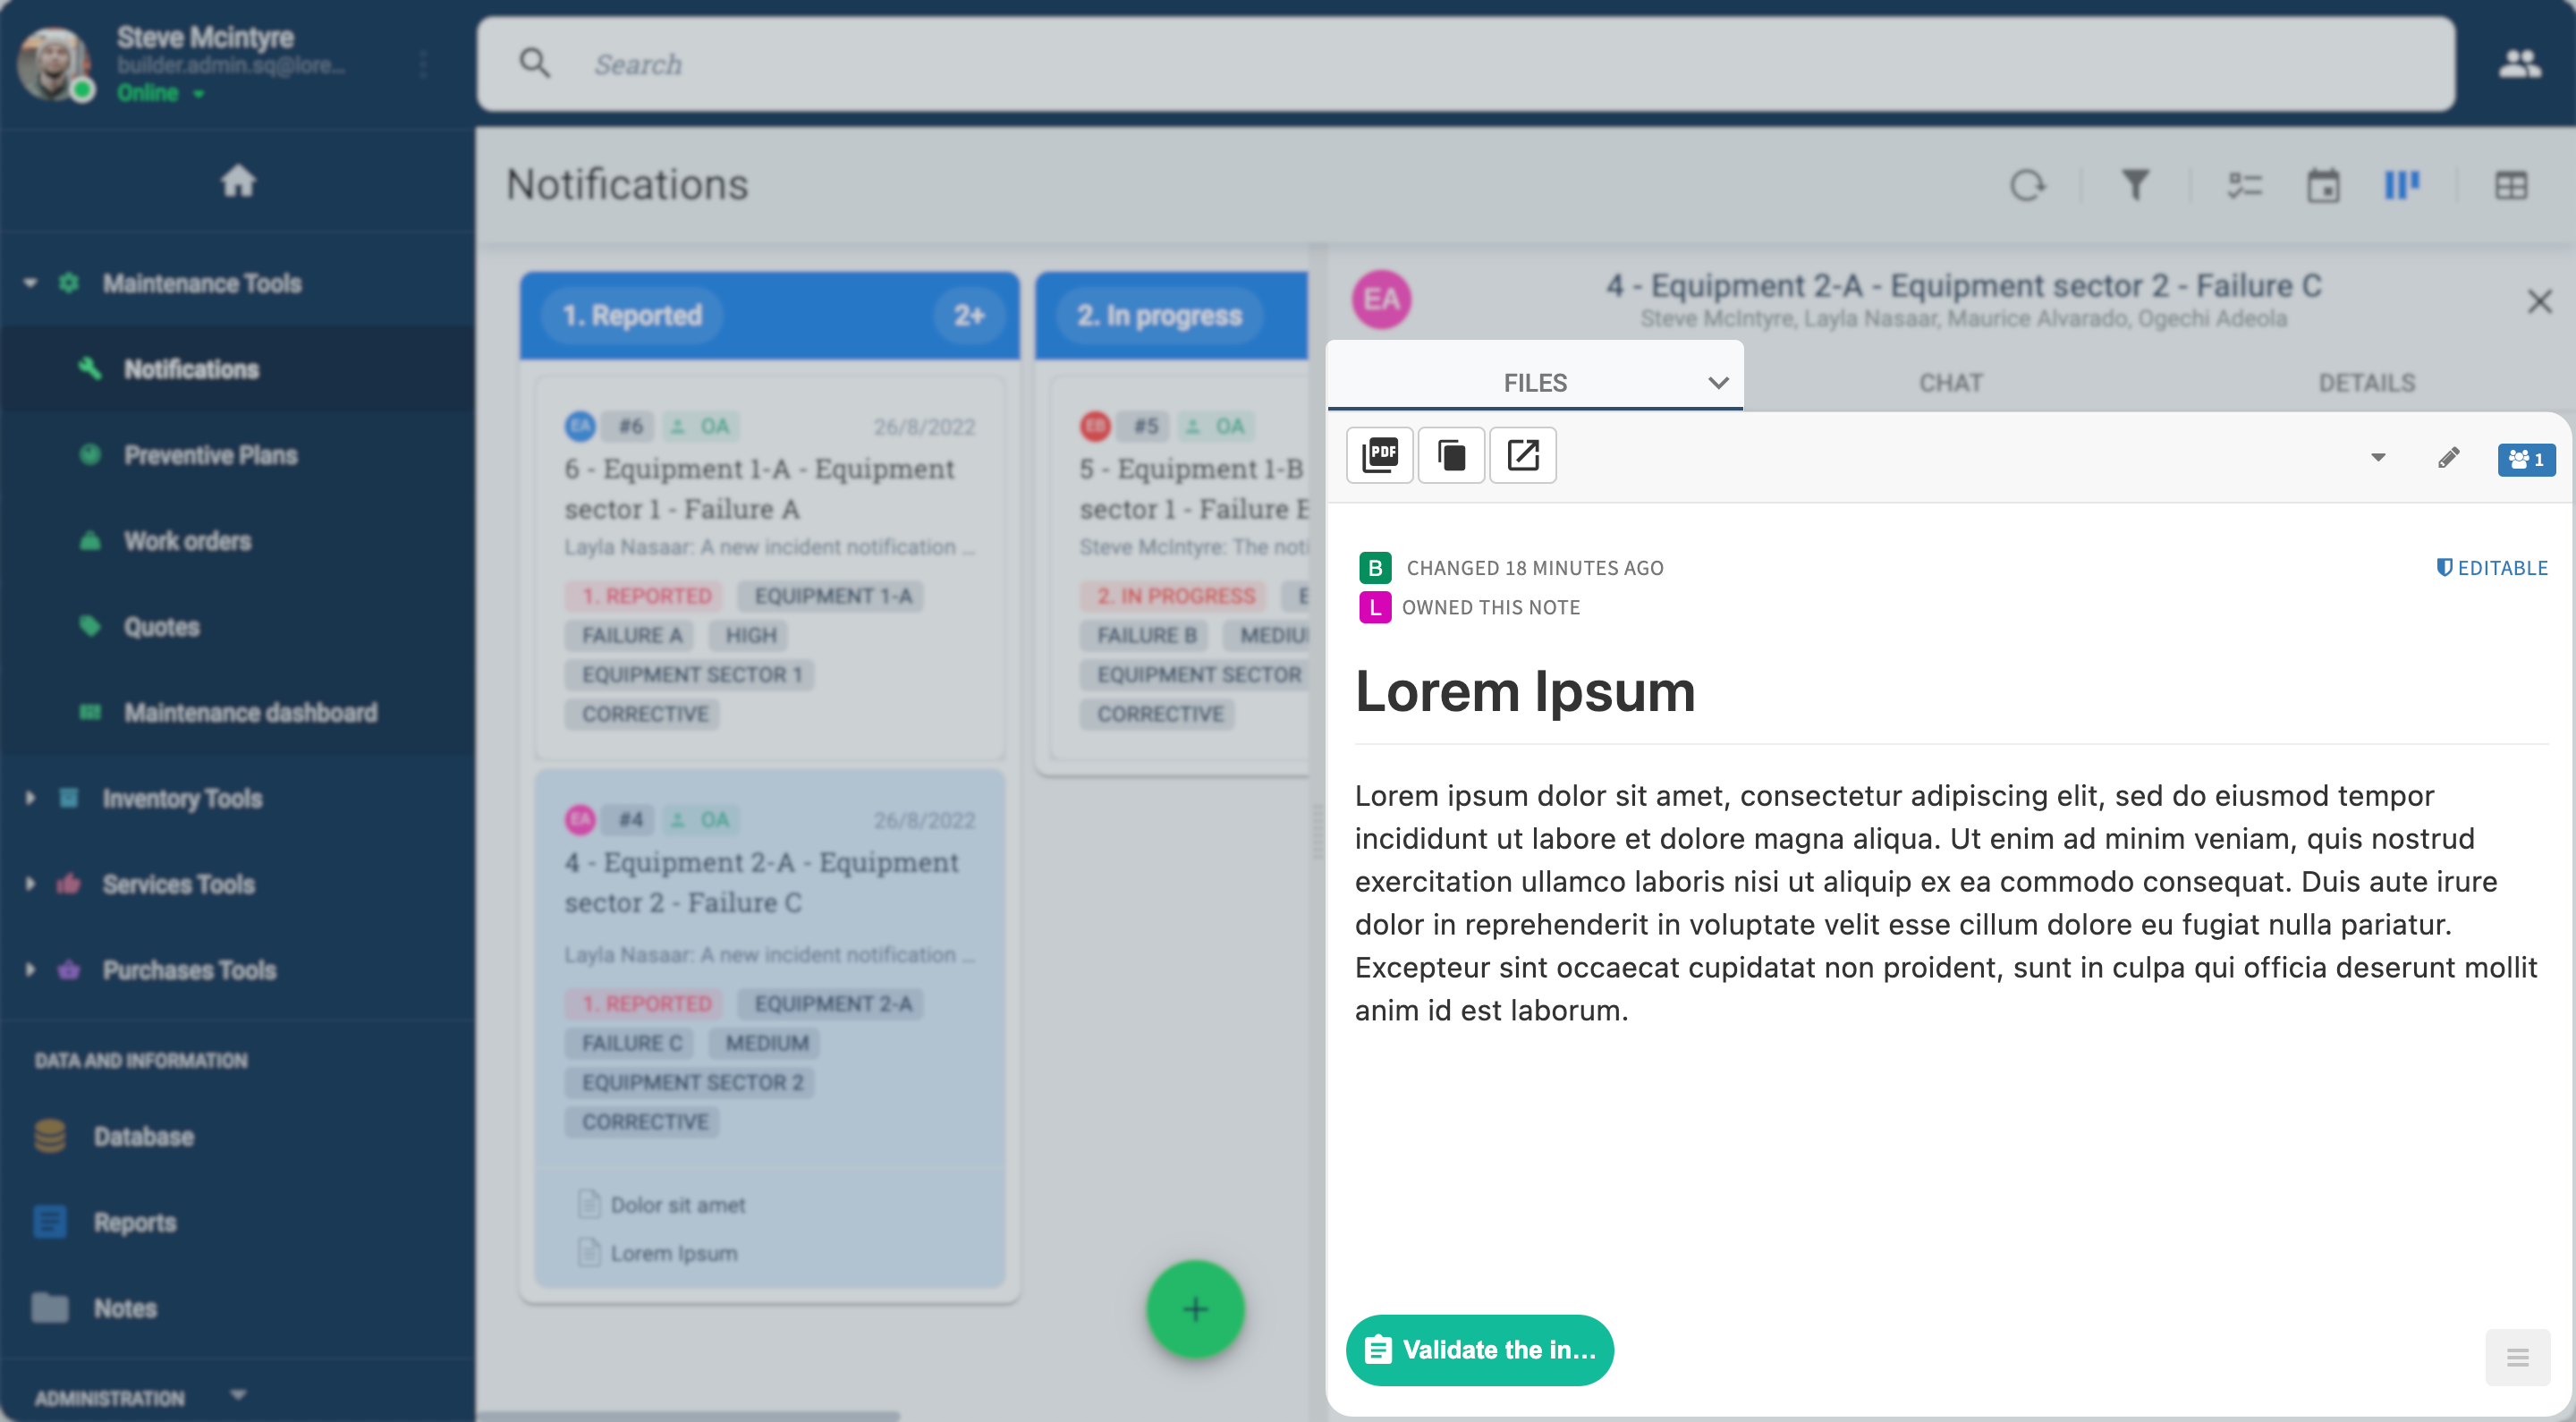 Steve Mcintyre
builder.admin.sq@lore...
Online
Search
Notifications
Maintenance Tools
Notifications
Preventive Plans
Work orders
Quotes
Maintenance dashboard
Inventory Tools
Services Tools
Purchases Tools
DATA AND INFORMATION
Database
Reports
Notes
ADMINISTRATION
1. Reported
2+
EA #6 OA 26/8/2022
6 - Equipment 1-A - Equipment
sector 1 - Failure A
Layla Nasaar: A new incident notification ...
1. REPORTED EQUIPMENT 1-A
FAILURE A HIGH
EQUIPMENT SECTOR 1
CORRECTIVE
EA #4 OA 26/8/2022
4 - Equipment 2-A - Equipment
sector 2 - Failure C
Layla Nasaar: A new incident notification ...
1. REPORTED EQUIPMENT 2-A
FAILURE C MEDIUM
EQUIPMENT SECTOR 2
CORRECTIVE
Dolor sit amet
Lorem Ipsum
2. In progress
EB #5 OA
5 - Equipment 1-B
sector 1 - Failure
Steve McIntyre: The noti
2. IN PROGRESS E
FAILURE B MEDIU
EQUIPMENT SECTOR
CORRECTIVE
+
EA
4 - Equipment 2-A - Equipment sector 2 - Failure C
Steve McIntyre, Layla Nasaar, Maurice Alvarado, Ogechi Adeola
FILES CHAT DETAILS
PDF
1
B CHANGED 18 MINUTES AGO
EDITABLE
L OWNED THIS NOTE
Lorem Ipsum
Lorem ipsum dolor sit amet, consectetur adipiscing elit, sed do eiusmod tempor
incididunt ut labore et dolore magna aliqua. Ut enim ad minim veniam, quis nostrud
exercitation ullamco laboris nisi ut aliquip ex ea commodo consequat. Duis aute irure
dolor in reprehenderit in voluptate velit esse cillum dolore eu fugiat nulla pariatur.
Excepteur sint occaecat cupidatat non proident, sunt in culpa qui officia deserunt mollit
anim id est laborum.
Validate the in...